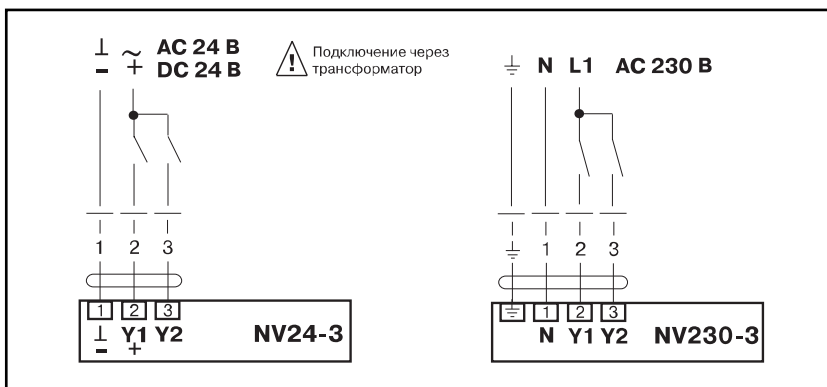 ⊥ ~ AC 24 В
- + DC 24 В
! Подключение через
трансформатор
1 2 3
1 2 3
⊥ Y1 Y2 NV24-3
- +
⏚ N L1 AC 230 В
⏚ 1 2 3
⏚ 1 2 3
N Y1 Y2 NV230-3